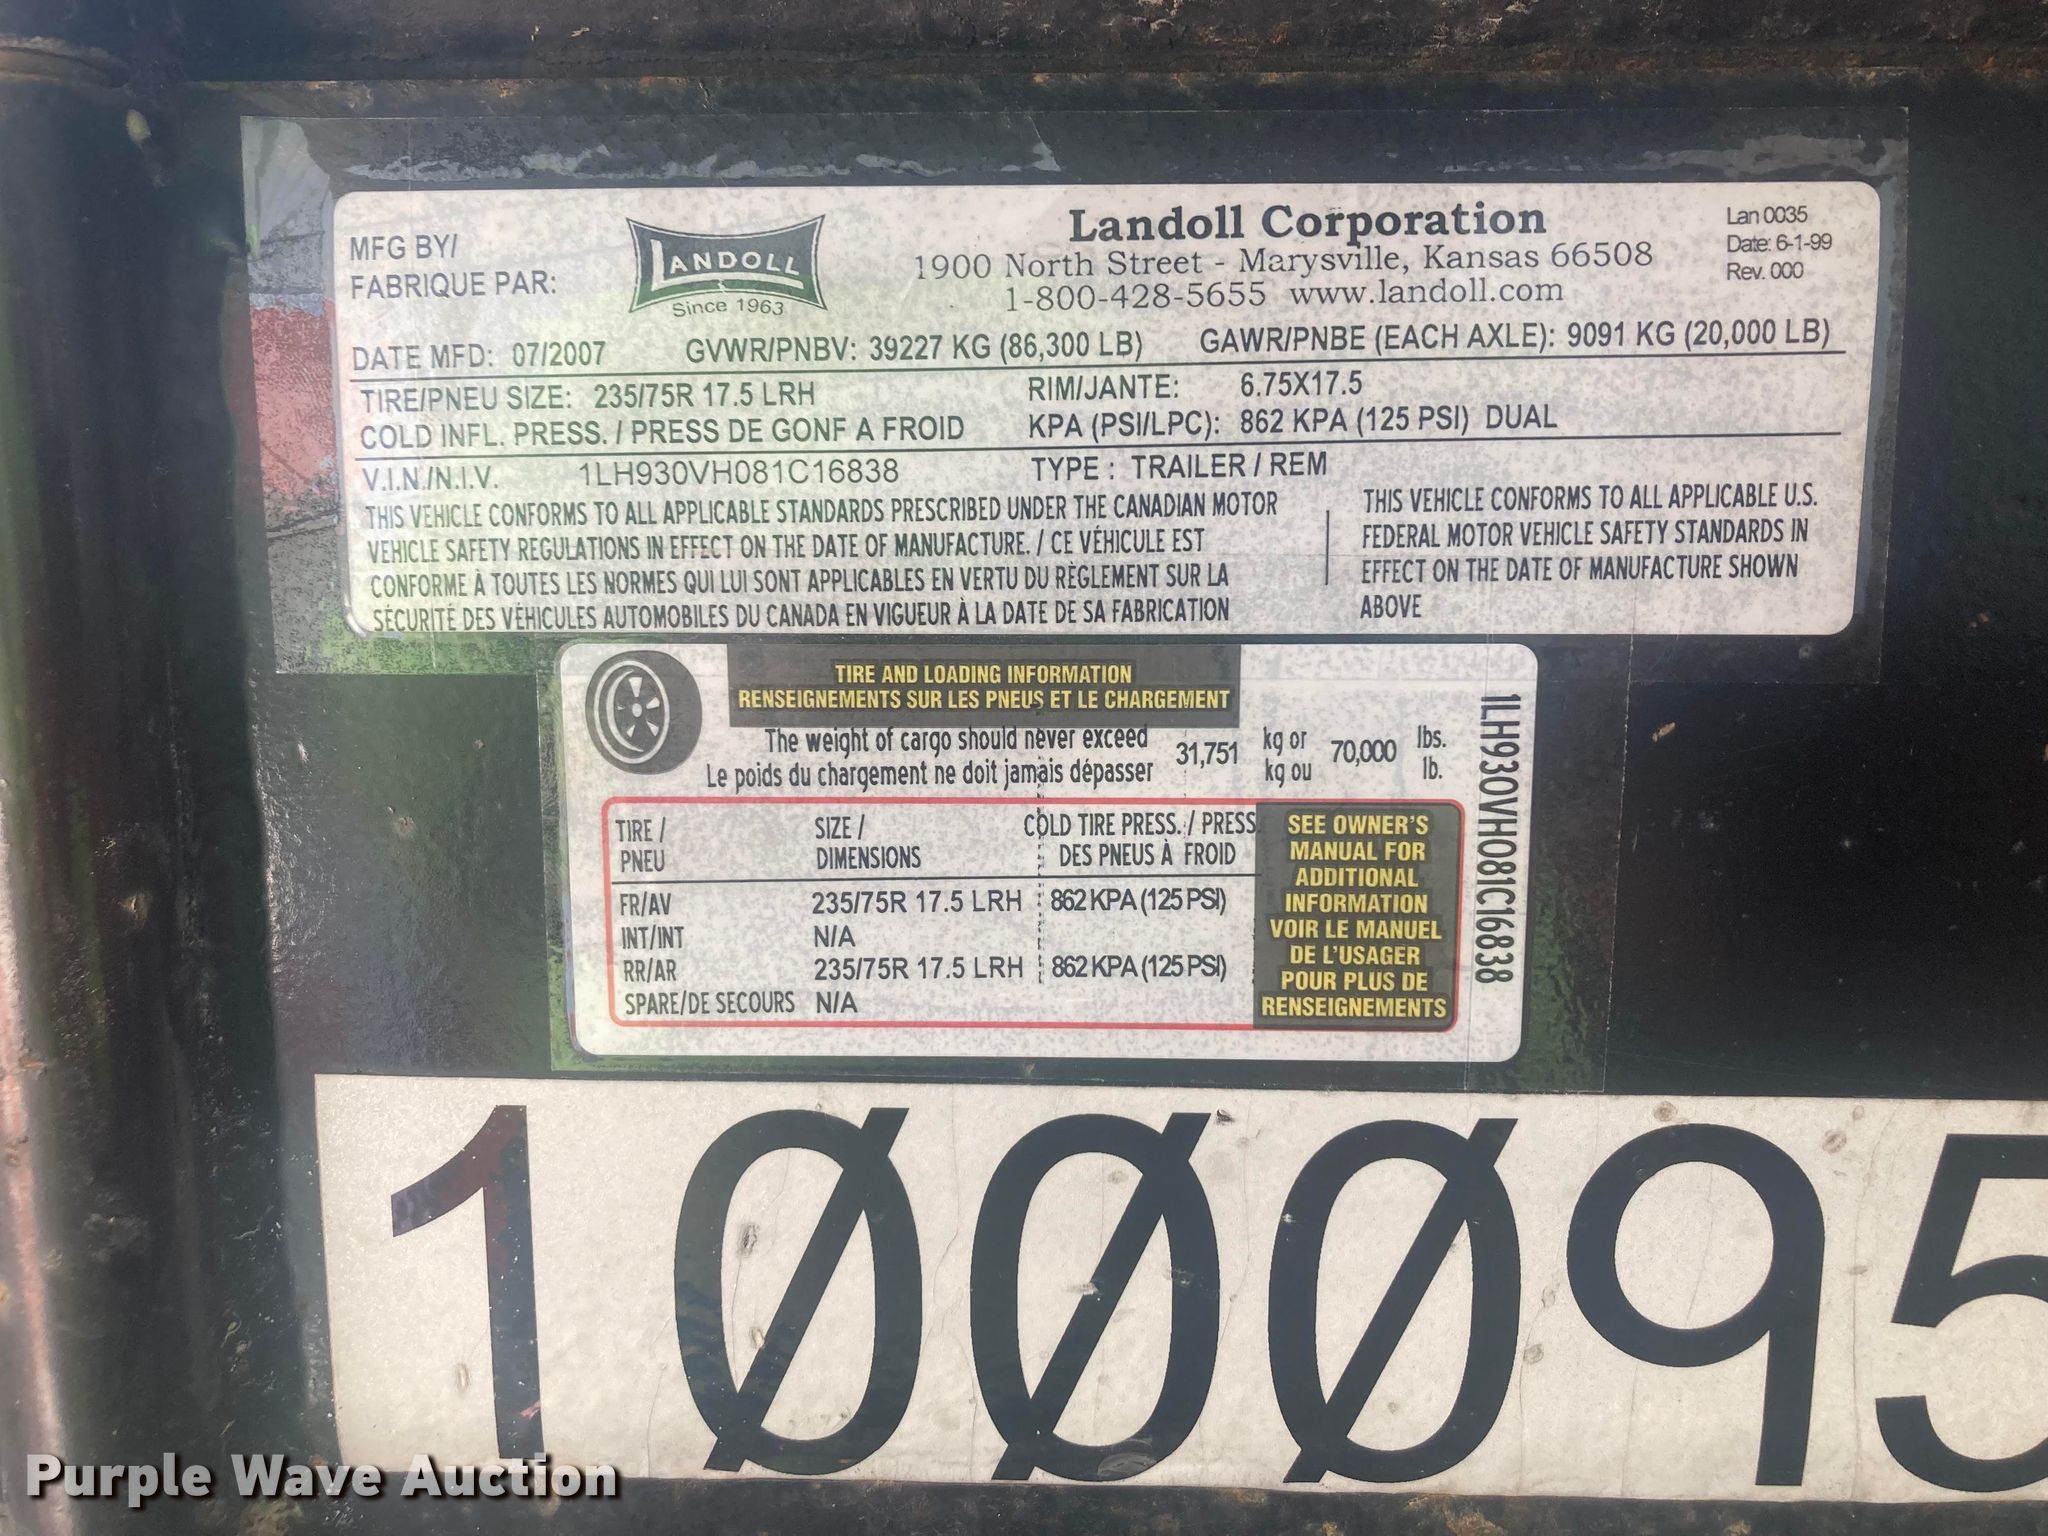 MFG BY/
FABRIQUE PAR:
LANDOLL
Since 1963
Landoll Corporation
1900 North Street - Marysville, Kansas 66508
1-800-428-5655 www.landoll.com
Lan 0035
Date: 6-1-99
Rev. 000
DATE MFD: 07/2007 GVWR/PNBV: 39227 KG (86,300 LB) GAWR/PNBE (EACH AXLE): 9091 KG (20,000 LB)
TIRE/PNEU SIZE: 235/75R 17.5 LRH RIM/JANTE: 6.75X17.5
COLD INFL. PRESS. / PRESS DE GONF A FROID KPA (PSI/LPC): 862 KPA (125 PSI) DUAL
V.I.N./N.I.V. 1LH930VH081C16838 TYPE : TRAILER / REM
THIS VEHICLE CONFORMS TO ALL APPLICABLE STANDARDS PRESCRIBED UNDER THE CANADIAN MOTOR
VEHICLE SAFETY REGULATIONS IN EFFECT ON THE DATE OF MANUFACTURE. / CE VÉHICULE EST
CONFORME À TOUTES LES NORMES QUI LUI SONT APPLICABLES EN VERTU DU RÈGLEMENT SUR LA
SÉCURITÉ DES VÉHICULES AUTOMOBILES DU CANADA EN VIGUEUR À LA DATE DE SA FABRICATION
THIS VEHICLE CONFORMS TO ALL APPLICABLE U.S.
FEDERAL MOTOR VEHICLE SAFETY STANDARDS IN
EFFECT ON THE DATE OF MANUFACTURE SHOWN
ABOVE
TIRE AND LOADING INFORMATION
RENSEIGNEMENTS SUR LES PNEUS ET LE CHARGEMENT
The weight of cargo should never exceed
Le poids du chargement ne doit jamais dépasser
31,751
kg or
kg ou
70,000
lbs.
lb.
TIRE / SIZE / COLD TIRE PRESS. / PRESS.
PNEU DIMENSIONS DES PNEUS À FROID
FR/AV 235/75R 17.5 LRH 862 KPA (125 PSI)
INT/INT N/A
RR/AR 235/75R 17.5 LRH 862 KPA (125 PSI)
SPARE/DE SECOURS N/A
SEE OWNER'S
MANUAL FOR
ADDITIONAL
INFORMATION
VOIR LE MANUEL
DE L'USAGER
POUR PLUS DE
RENSEIGNEMENTS
1LH930VH081C16838
100095
Purple Wave Auction